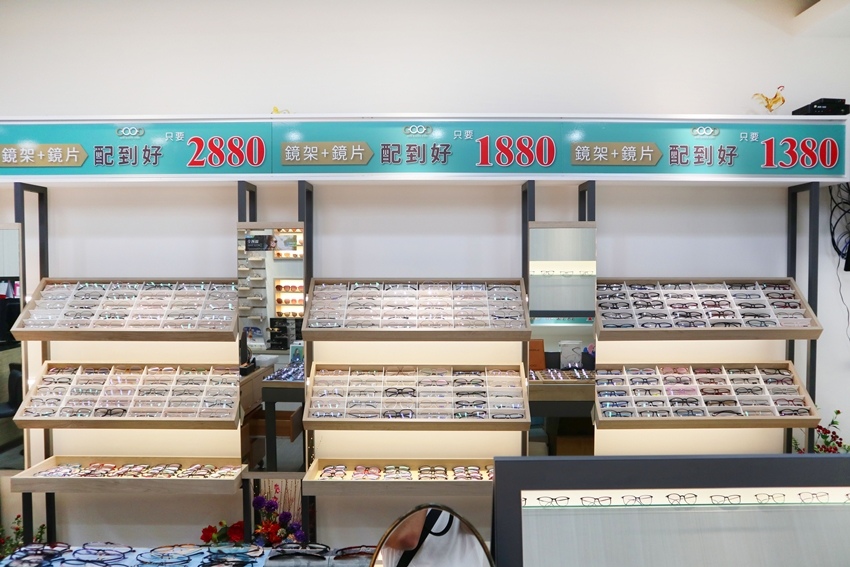 鏡架+鏡片 配到好 只要 2880
鏡架+鏡片 配到好 只要 1880
鏡架+鏡片 配到好 只要 1380